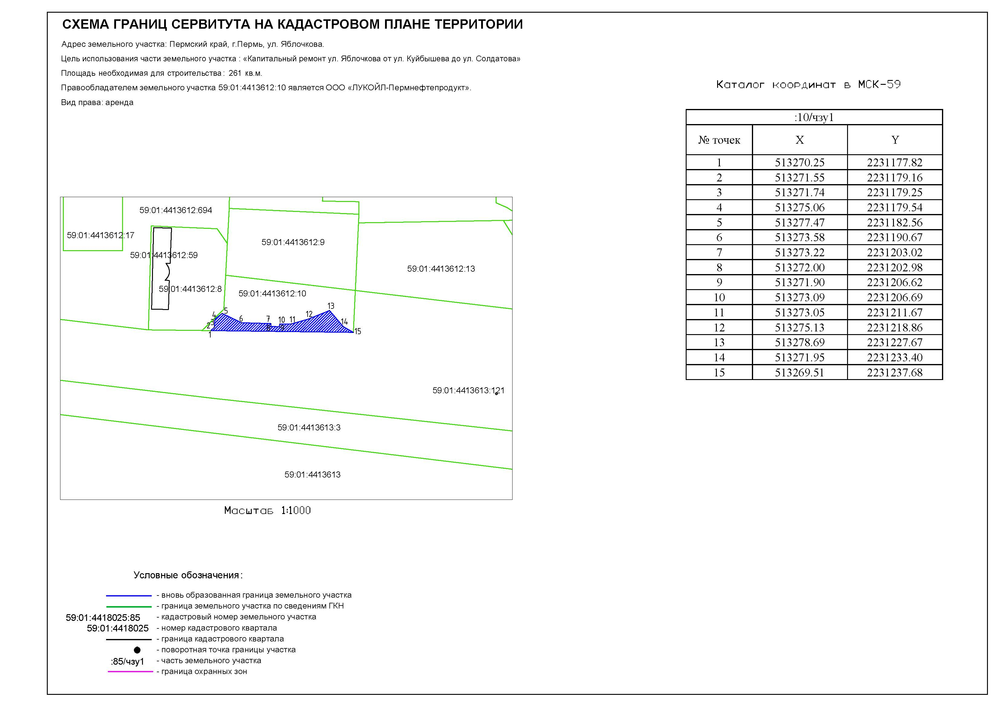 СХЕМА ГРАНИЦ СЕРВИТУТА НА КАДАСТРОВОМ ПЛАНЕ ТЕРРИТОРИИ
Адрес земельного участка: Пермский край, г.Пермь, ул. Яблочкова.
Цель использования части земельного участка : «Капитальный ремонт ул. Яблочкова от ул. Куйбышева до ул. Солдатова»
Площадь необходимая для строительства : 261 кв.м.
Правообладателем земельного участка 59:01:4413612:10 является ООО «ЛУКОЙЛ-Пермнефтепродукт».
Вид права: аренда
Каталог координат в МСК-59
:10/чзу1
№ точек X Y
1 513270.25 2231177.82
2 513271.55 2231179.16
3 513271.74 2231179.25
4 513275.06 2231179.54
5 513277.47 2231182.56
6 513273.58 2231190.67
7 513273.22 2231203.02
8 513272.00 2231202.98
9 513271.90 2231206.62
10 513273.09 2231206.69
11 513273.05 2231211.67
12 513275.13 2231218.86
13 513278.69 2231227.67
14 513271.95 2231233.40
15 513269.51 2231237.68
59:01:4413612:694
59:01:4413612:17
59:01:4413612:9
59:01:4413612:59
59:01:4413612:13
59:01:4413612:8
59:01:4413612:10
1
2
3
4
5
6
7
8
9
10
11
12
13
14
15
59:01:4413613:121
59:01:4413613:3
59:01:4413613
Масштаб 1:1000
Условные обозначения :
- вновь образованная граница земельного участка
- граница земельного участка по сведениям ГКН
59:01:4418025:85 - кадастровый номер земельного участка
59:01:4418025 - номер кадастрового квартала
- граница кадастрового квартала
- поворотная точка границы участка
:85/чзу1 - часть земельного участка
- граница охранных зон